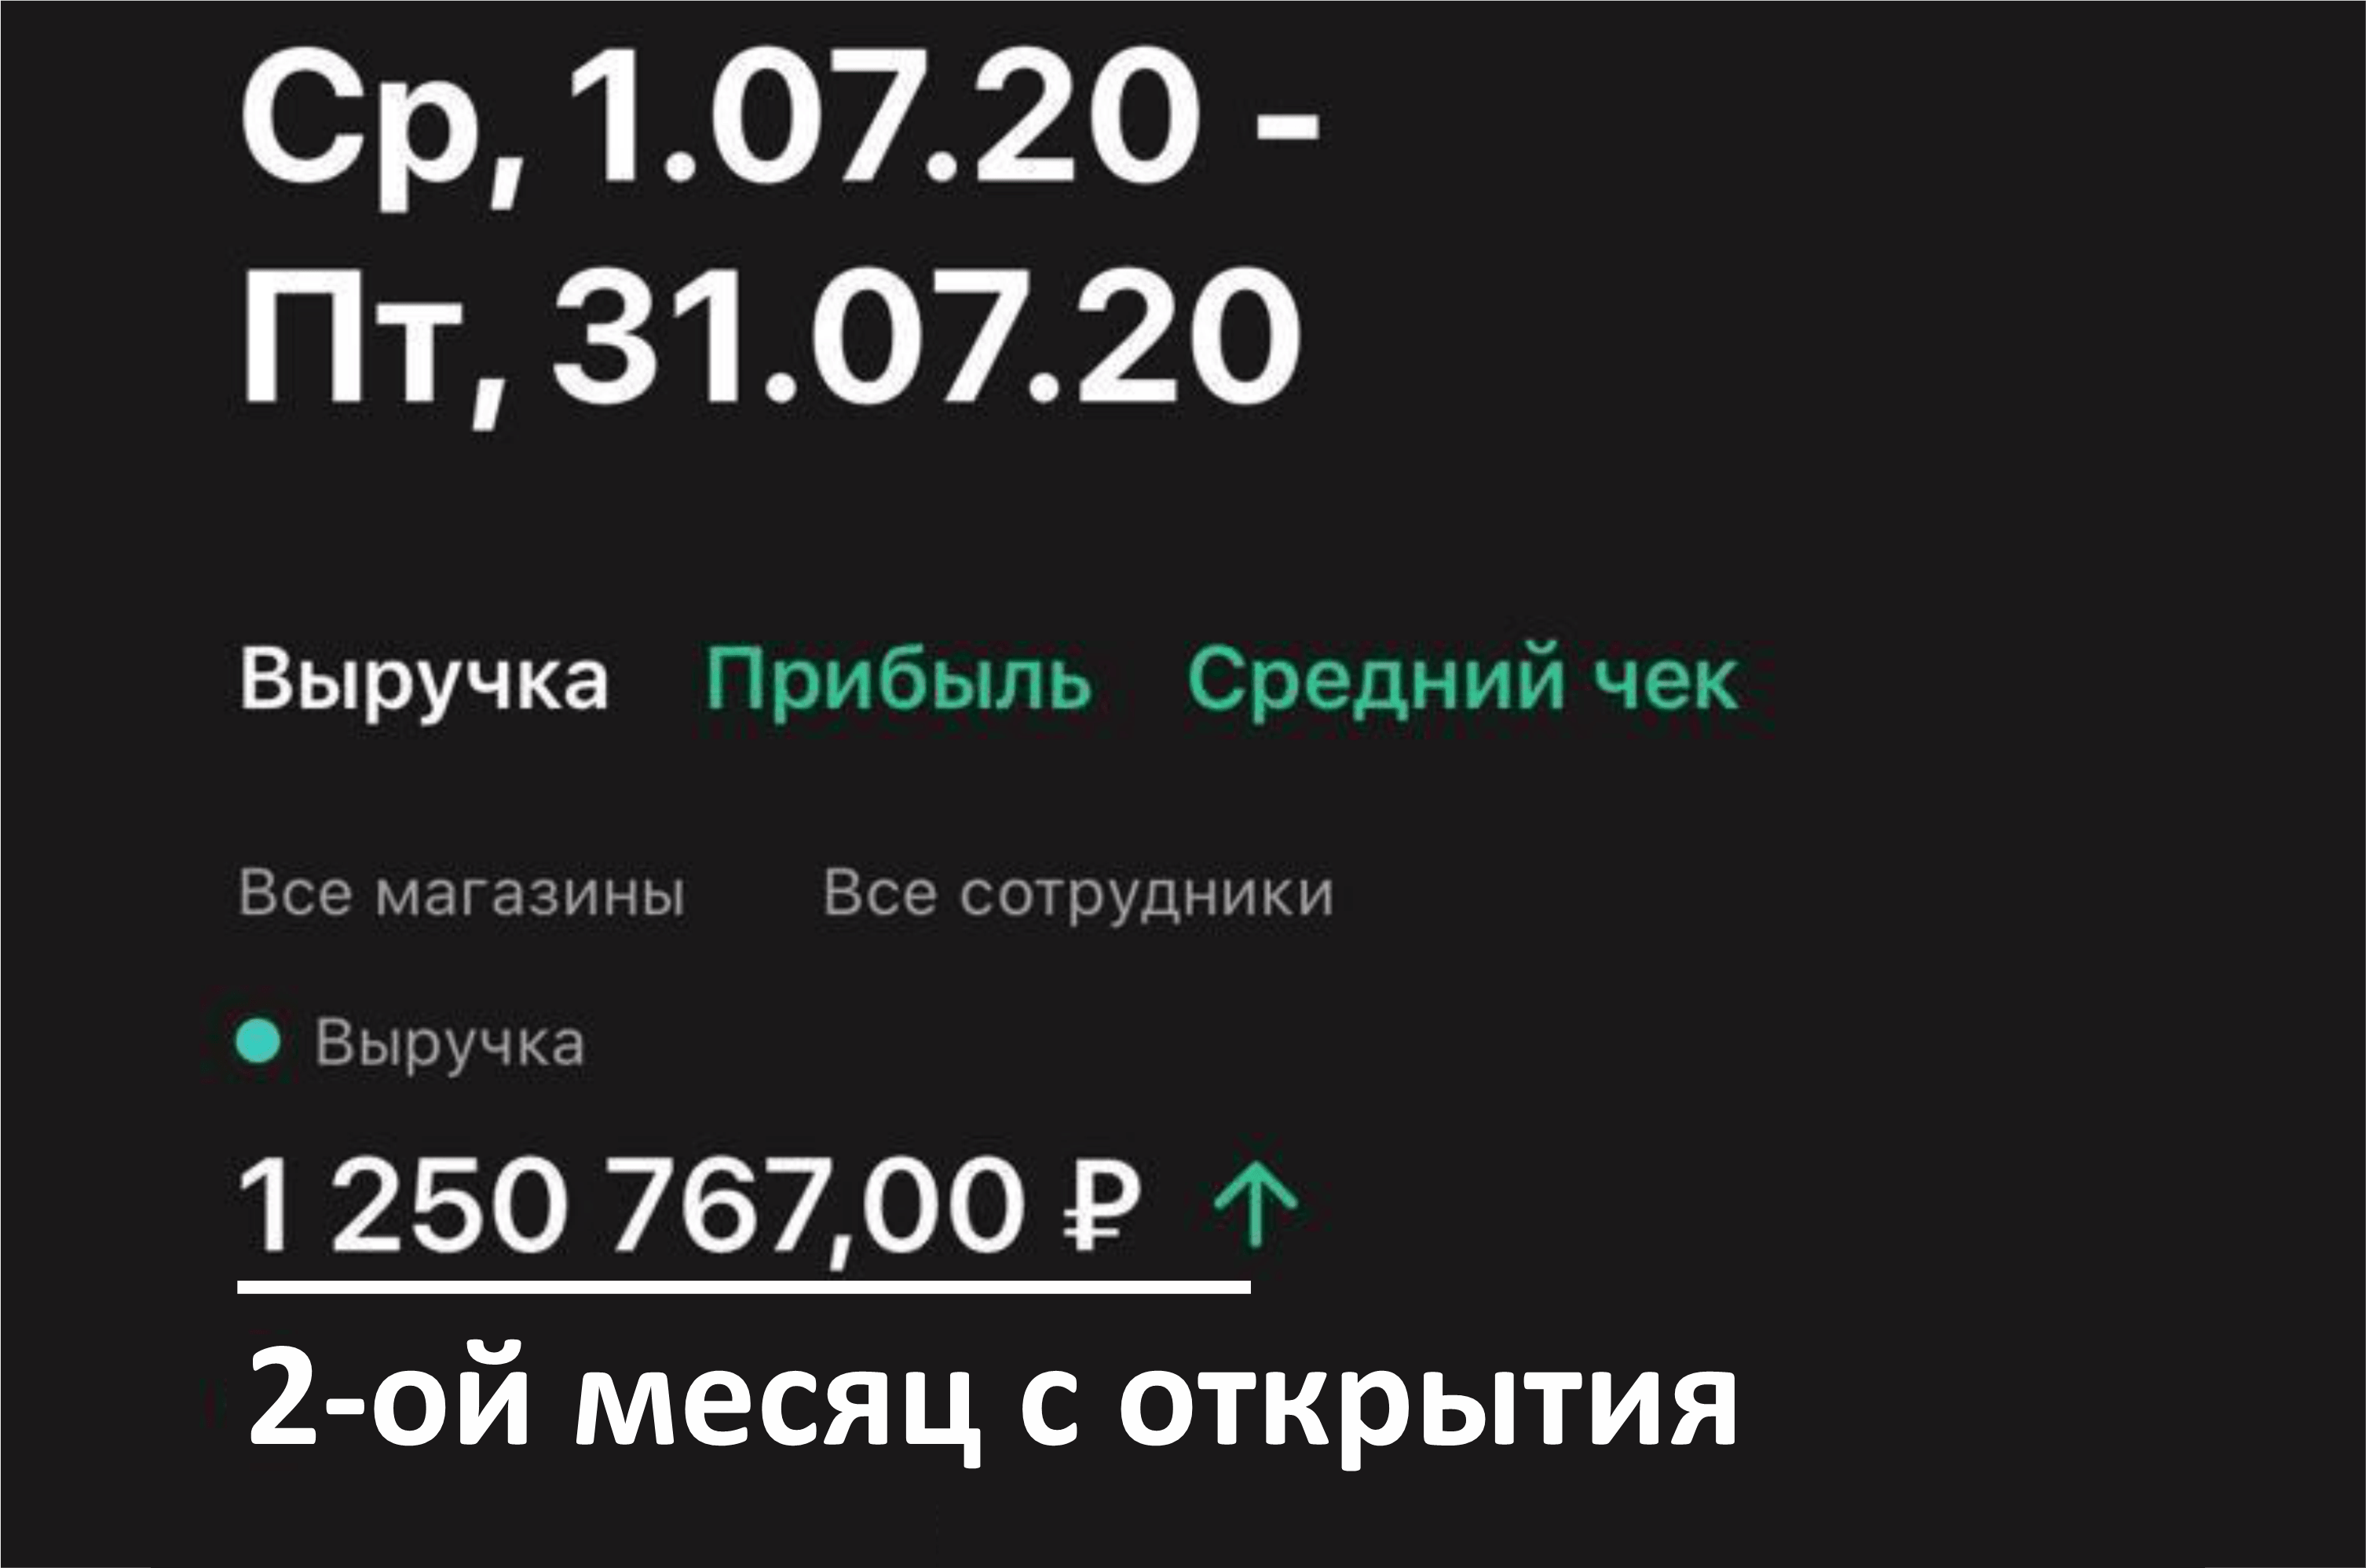 Ср, 1.07.20 -
Пт, 31.07.20
Выручка Прибыль Средний чек
Все магазины Все сотрудники
Выручка
1 250 767,00 ₽ ↑
2-ой месяц с открытия